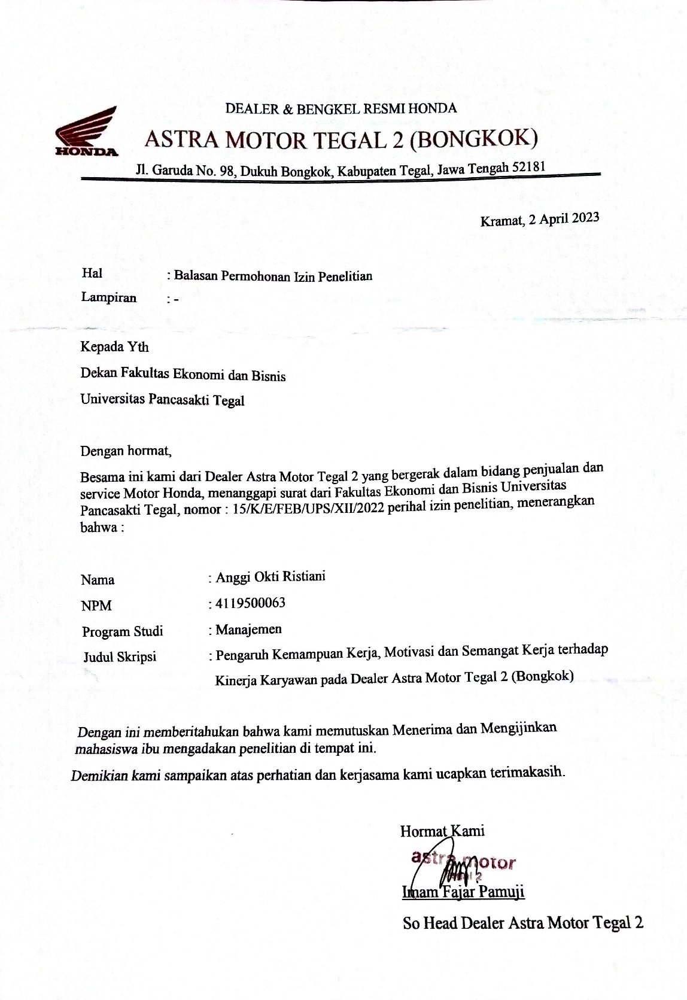 DEALER & BENGKEL RESMI HONDA
HONDA
ASTRA MOTOR TEGAL 2 (BONGKOK)
Jl. Garuda No. 98, Dukuh Bongkok, Kabupaten Tegal, Jawa Tengah 52181
Kramat, 2 April 2023
Hal : Balasan Permohonan Izin Penelitian
Lampiran : -
Kepada Yth
Dekan Fakultas Ekonomi dan Bisnis
Universitas Pancasakti Tegal
Dengan hormat,
Besama ini kami dari Dealer Astra Motor Tegal 2 yang bergerak dalam bidang penjualan dan
service Motor Honda, menanggapi surat dari Fakultas Ekonomi dan Bisnis Universitas
Pancasakti Tegal, nomor : 15/K/E/FEB/UPS/XII/2022 perihal izin penelitian, menerangkan
bahwa :
Nama : Anggi Okti Ristiani
NPM : 4119500063
Program Studi : Manajemen
Judul Skripsi : Pengaruh Kemampuan Kerja, Motivasi dan Semangat Kerja terhadap
Kinerja Karyawan pada Dealer Astra Motor Tegal 2 (Bongkok)
Dengan ini memberitahukan bahwa kami memutuskan Menerima dan Mengijinkan
mahasiswa ibu mengadakan penelitian di tempat ini.
Demikian kami sampaikan atas perhatian dan kerjasama kami ucapkan terimakasih.
Hormat Kami
astra motor
2
Imam Fajar Pamuji
So Head Dealer Astra Motor Tegal 2